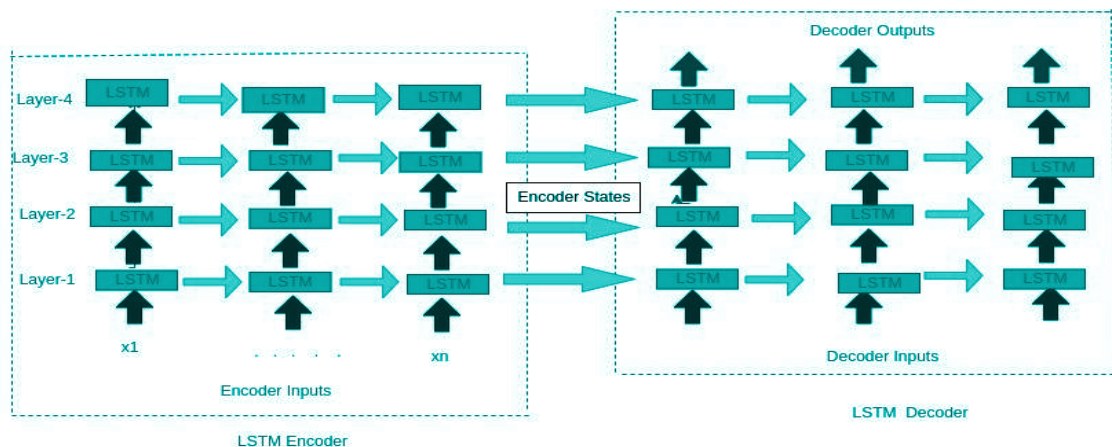 Decoder Outputs
Layer-4 LSTM LSTM LSTM LSTM LSTM LSTM
Layer-3 LSTM LSTM LSTM LSTM LSTM LSTM
Encoder States
Layer-2 LSTM LSTM LSTM LSTM LSTM LSTM
Layer-1 LSTM LSTM LSTM LSTM LSTM LSTM
x1 . . . . . xn
Decoder Inputs
Encoder Inputs
LSTM Decoder
LSTM Encoder